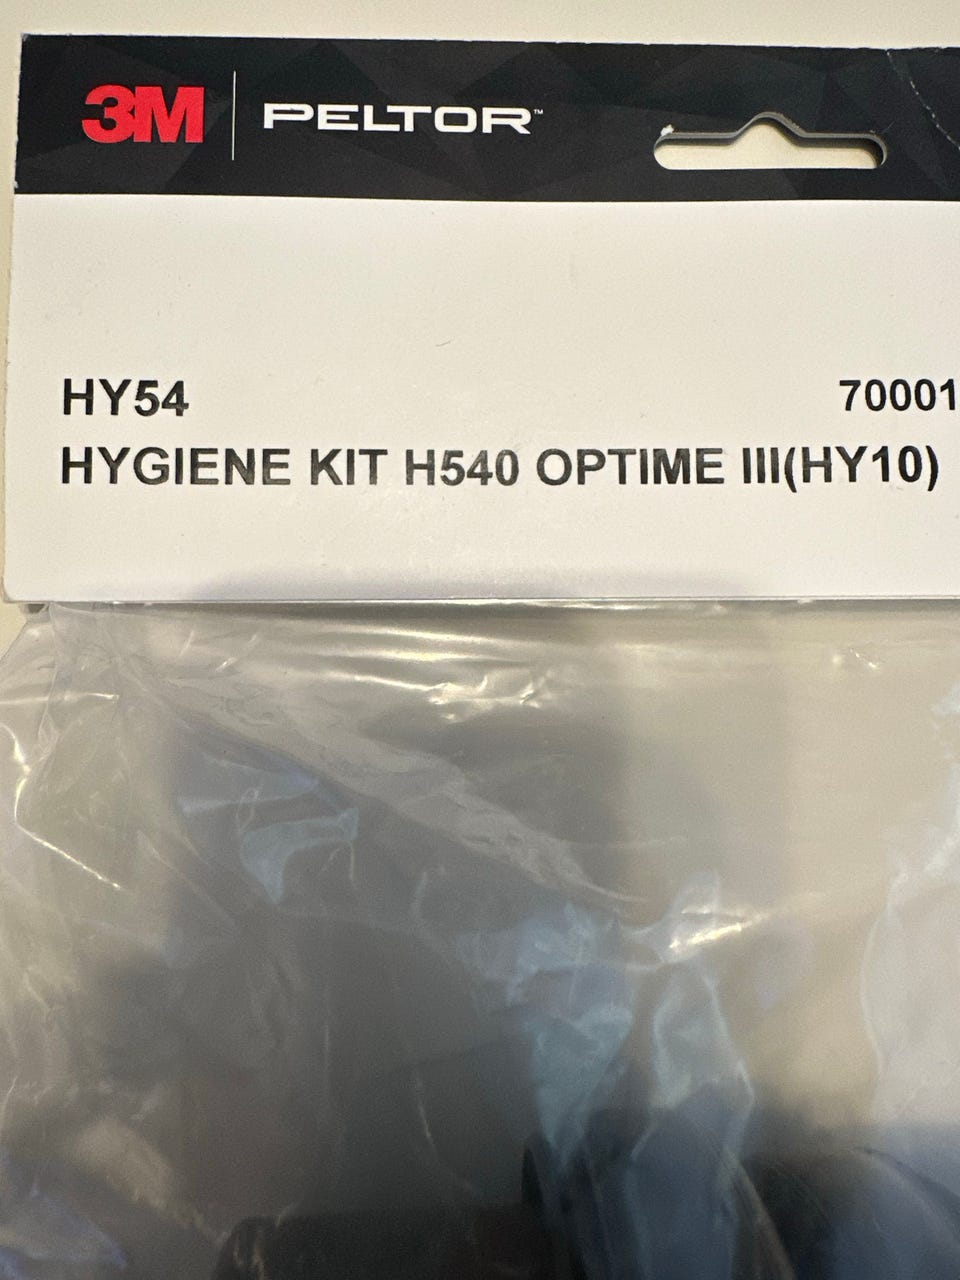 3M PELTOR™
HY54 70001
HYGIENE KIT H540 OPTIME III(HY10)